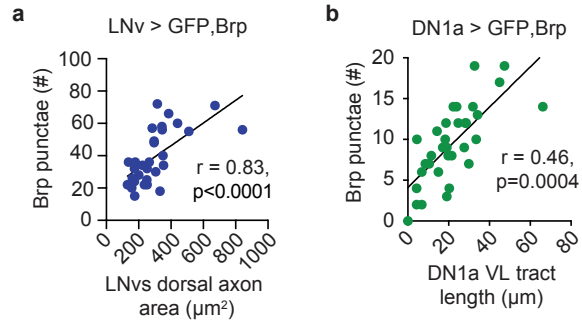 a
LNv > GFP,Brp
Brp punctae (#)
100
80
60
40
20
0
r = 0.83,
p<0.0001
0
200
400
600
800
1000
LNvs dorsal axon
area (µm²)
b
DN1a > GFP,Brp
Brp punctae (#)
20
15
10
5
0
r = 0.46,
p=0.0004
0
20
40
60
80
DN1a VL tract
length (µm)